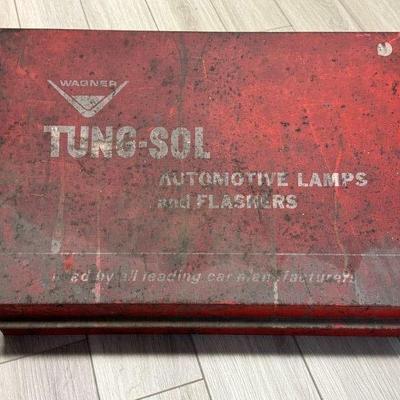 WAGNER
TUNG-SOL
AUTOMOTIVE LAMPS
and FLASHERS
used by all leading car manufacturers